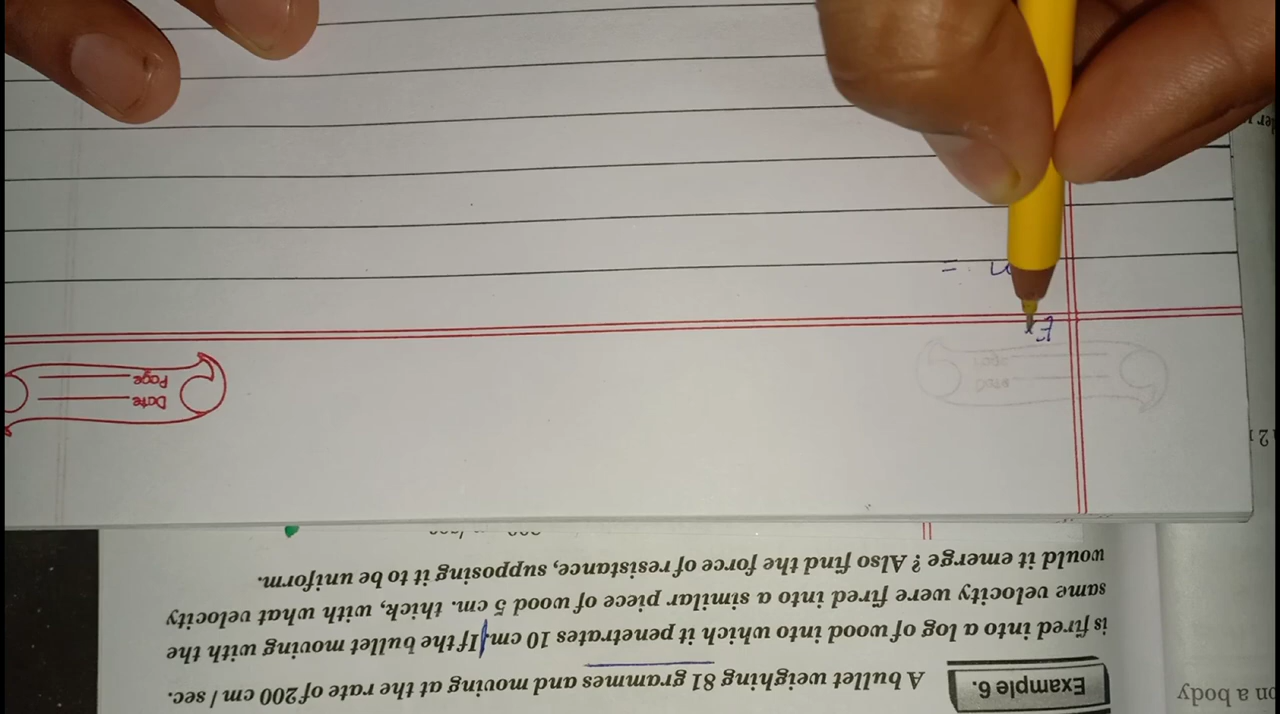 on a body
Example 6. A bullet weighing 81 grammes and moving at the rate of 200 cm / sec.
is fired into a log of wood into which it penetrates 10 cm. If the bullet moving with the
same velocity were fired into a similar piece of wood 5 cm. thick, with what velocity
would it emerge ? Also find the force of resistance, supposing it to be uniform.
Date
Page